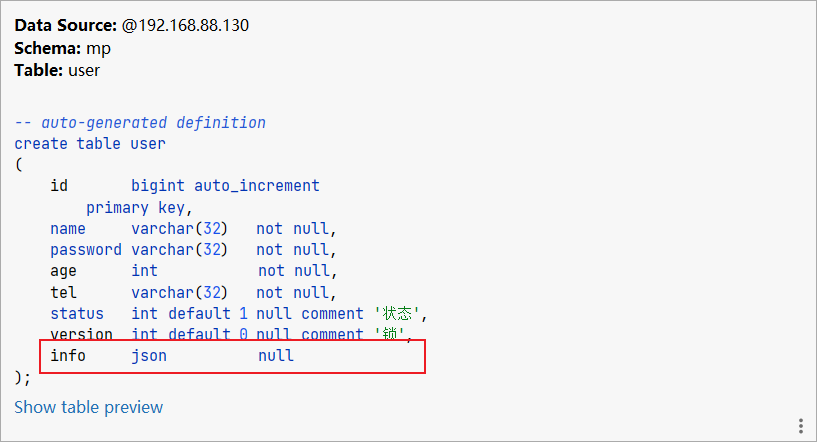 Data Source: @192.168.88.130
Schema: mp
Table: user
-- auto-generated definition
create table user
(
    id       bigint auto_increment
        primary key,
    name     varchar(32)   not null,
    password varchar(32)   not null,
    age      int           not null,
    tel      varchar(32)   not null,
    status   int default 1 null comment '状态',
    version  int default 0 null comment '锁',
    info     json          null
);
Show table preview